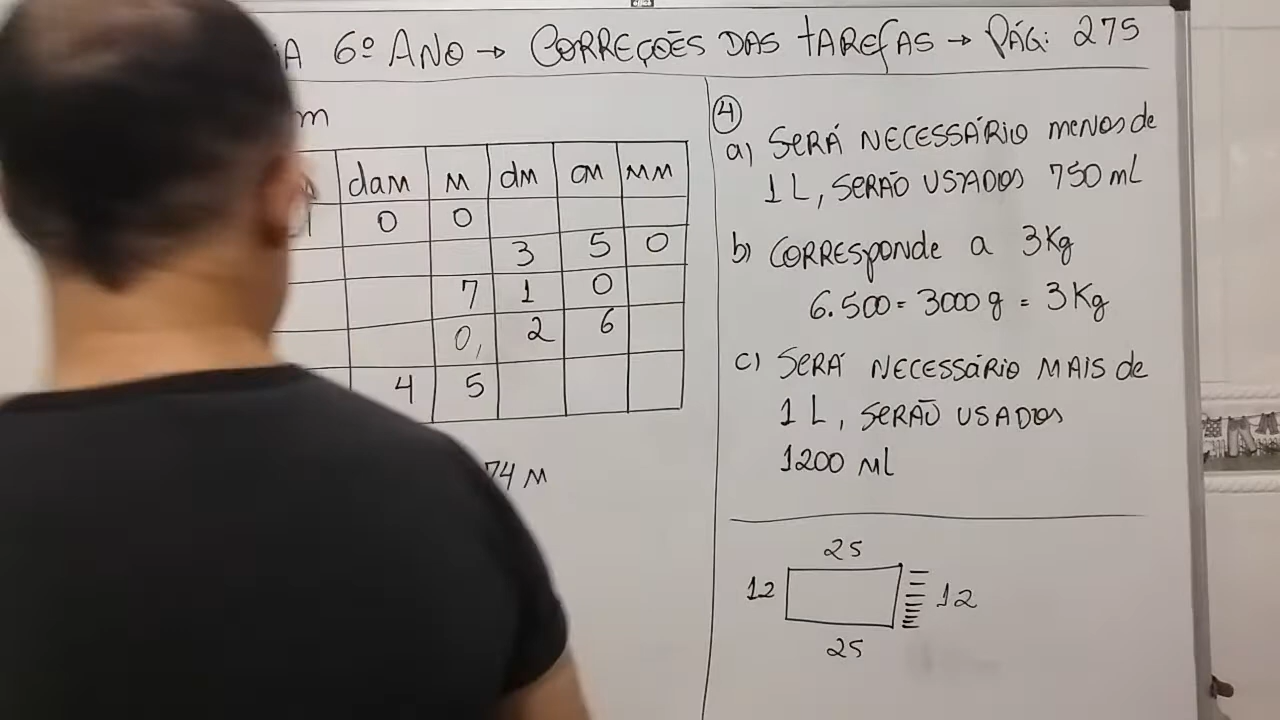 A 6º ANO → CORREÇÕES DAS tAREfAS → PÁG: 275
m
dam M dm cm MM
0 0
3 5 0
7 1 0
0, 2 6
4 5
74 M
4
a) SERÁ NECESSÁRIO menos de
1 L, SERÃO USADOS 750 mL
b) CORResponde a 3Kg
6.500 = 3000 g = 3 Kg
c) SERÁ NECESSÁRIO MAIS de
1 L, SERÃO USADOS
1200 ML
25
12 12
25